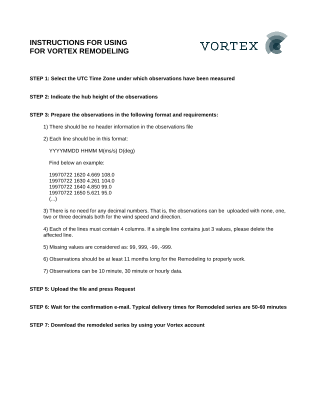 INSTRUCTIONS FOR USING
FOR VORTEX REMODELING
VORTEX
STEP 1: Select the UTC Time Zone under which observations have been measured
STEP 2: Indicate the hub height of the observations
STEP 3: Prepare the observations in the following format and requirements:
1) There should be no header information in the observations file
2) Each line should be in this format:
YYYYMMDD HHMM M(m/s) D(deg)
Find below an example:
19970722 1620 4.669 108.0
19970722 1630 4.261 104.0
19970722 1640 4.850 99.0
19970722 1650 5.621 95.0
(...)
3) There is no need for any decimal numbers. That is, the observations can be uploaded with none, one,
two or three decimals both for the wind speed and direction.
4) Each of the lines must contain 4 columns. If a single line contains just 3 values, please delete the
affected line.
5) Missing values are considered as: 99, 999, -99, -999.
6) Observations should be at least 11 months long for the Remodeling to properly work.
7) Observations can be 10 minute, 30 minute or hourly data.
STEP 5: Upload the file and press Request
STEP 6: Wait for the confirmation e-mail. Typical delivery times for Remodeled series are 50-60 minutes
STEP 7: Download the remodeled series by using your Vortex account